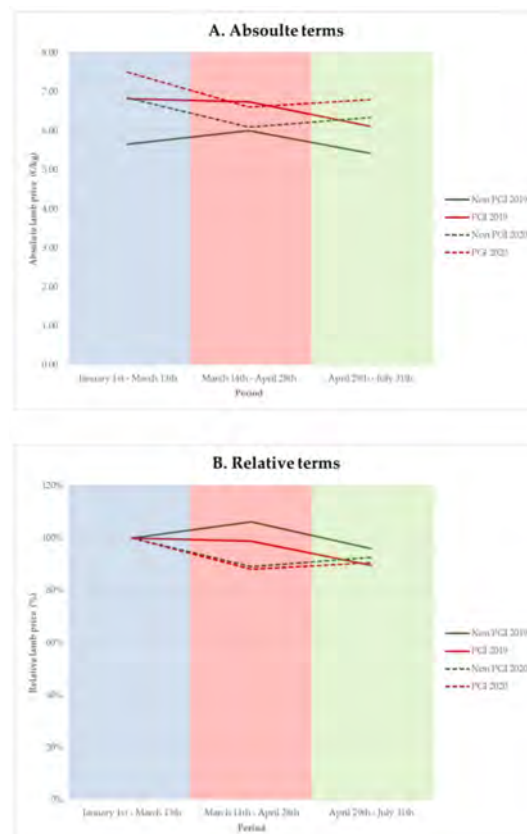 A. Absoulte terms
8.00
7.00
6.00
5.00
4.00
3.00
2.00
1.00
0.00
Absolute lamb price (€/kg)
Non PGI 2019
PGI 2019
Non PGI 2020
PGI 2020
January 1st - March 13th
March 14th - April 28th
April 29th - July 31th
Period
B. Relative terms
120%
100%
80%
60%
40%
20%
0%
Relative lamb price (%)
Non PGI 2019
PGI 2019
Non PGI 2020
PGI 2020
January 1st - March 13th
March 14th - April 28th
April 29th - July 31th
Period